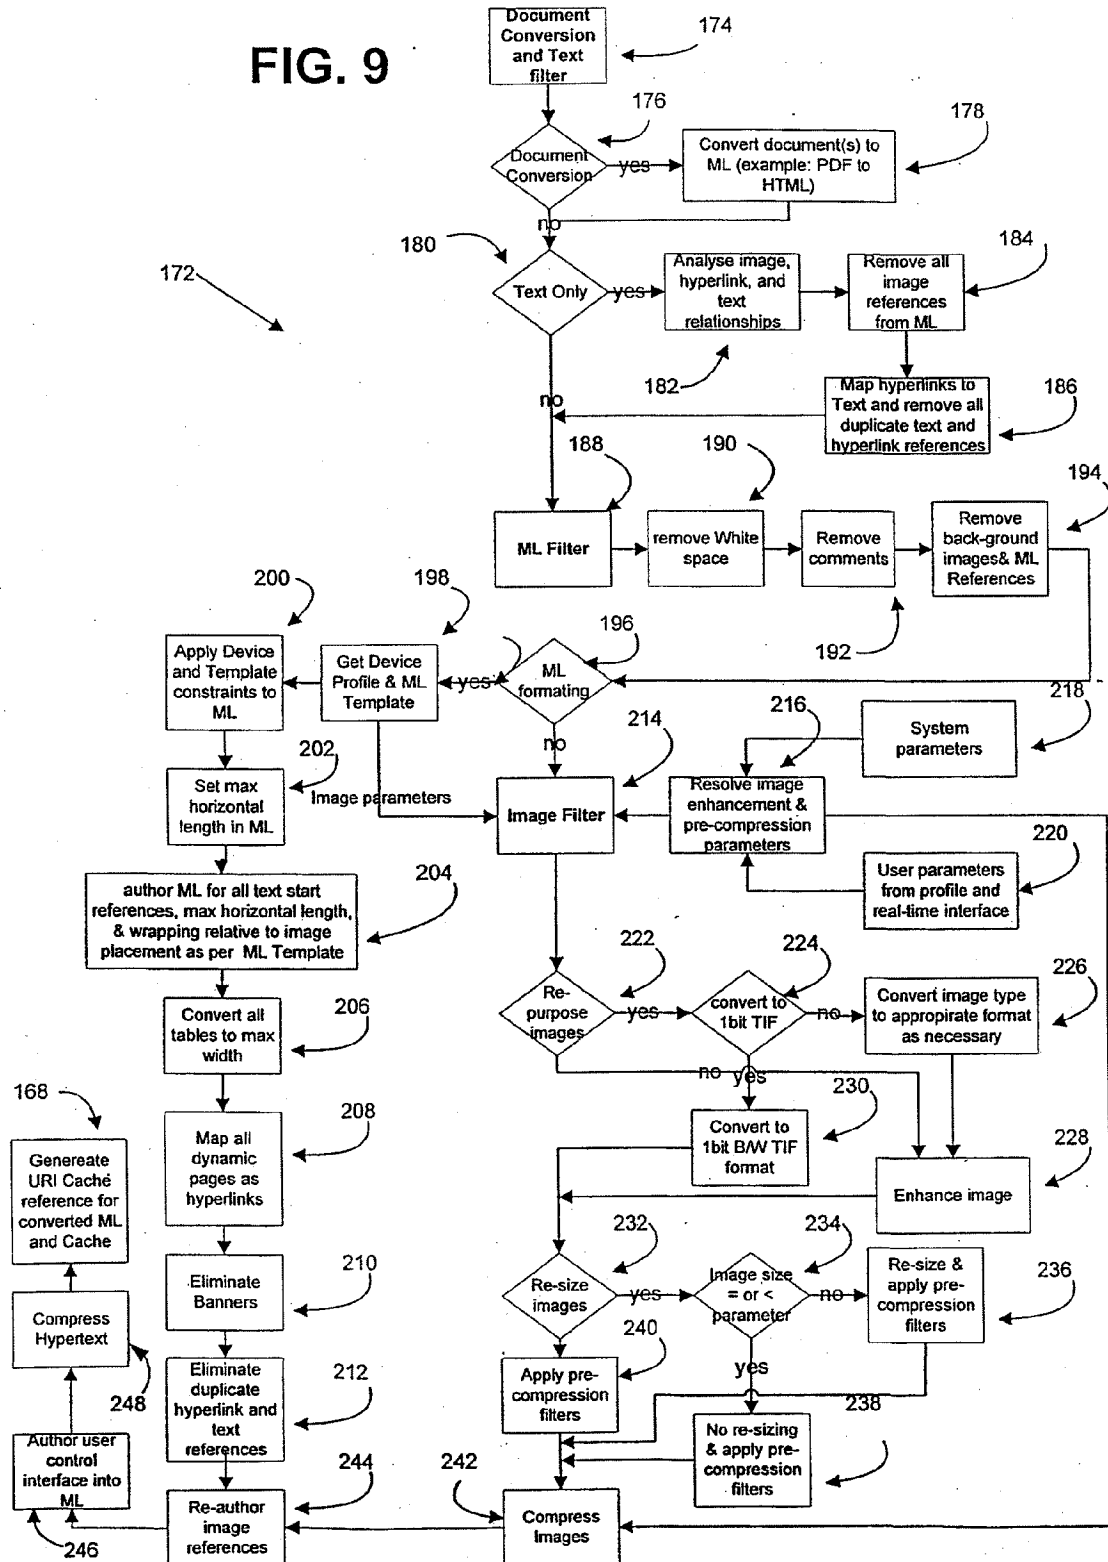 FIG. 9
Document
Conversion
and Text
filter
174
176
178
Document
Conversion
yes
Convert document(s) to
ML (example: PDF to
HTML)
no
180
172
Text Only
yes
Analyse image,
hyperlink, and
text
relationships
182
Remove all
image
references
from ML
184
no
Map hyperlinks to
Text and remove all
duplicate text and
hyperlink references
186
188
190
194
ML Filter
remove White
space
Remove
comments
192
Remove
back-ground
images& ML
References
200
198
196
Apply Device
and Template
constraints to
ML
Get Device
Profile & ML
Template
yes
ML
formating
no
214
216
218
System
parameters
202
Set max
horizontal
length in ML
Image parameters
Image Filter
Resolve image
enhancement &
pre-compression
parameters
220
User parameters
from profile and
real-time interface
204
author ML for all text start
references, max horizontal length,
& wrapping relative to image
placement as per ML Template
222
224
226
Re-
purpose
images
yes
convert to
1bit TIF
no
Convert image type
to appropirate format
as necessary
no
yes
206
Convert all
tables to max
width
168
208
230
Genereate
URI Cache
reference for
converted ML
and Cache
Map all
dynamic
pages as
hyperlinks
Convert to
1bit B/W TIF
format
228
Enhance image
232
234
236
210
Eliminate
Banners
Re-size
images
yes
Image size
= or <
parameter
no
Re-size &
apply pre-
compression
filters
Compress
Hypertext
248
240
yes
212
Eliminate
duplicate
hyperlink and
text
references
Apply pre-
compression
filters
238
No re-sizing
& apply pre-
compression
filters
Author user
control
interface into
ML
246
244
Re-author
image
references
242
Compress
Images